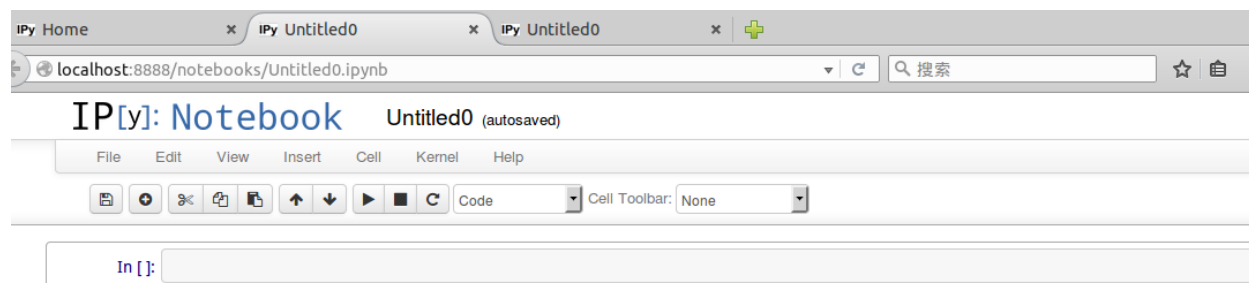 IPy Home IPy Untitled0 IPy Untitled0
localhost:8888/notebooks/Untitled0.ipynb 搜索
IP[y]: Notebook Untitled0 (autosaved)
File Edit View Insert Cell Kernel Help
Code Cell Toolbar: None
In [ ]: